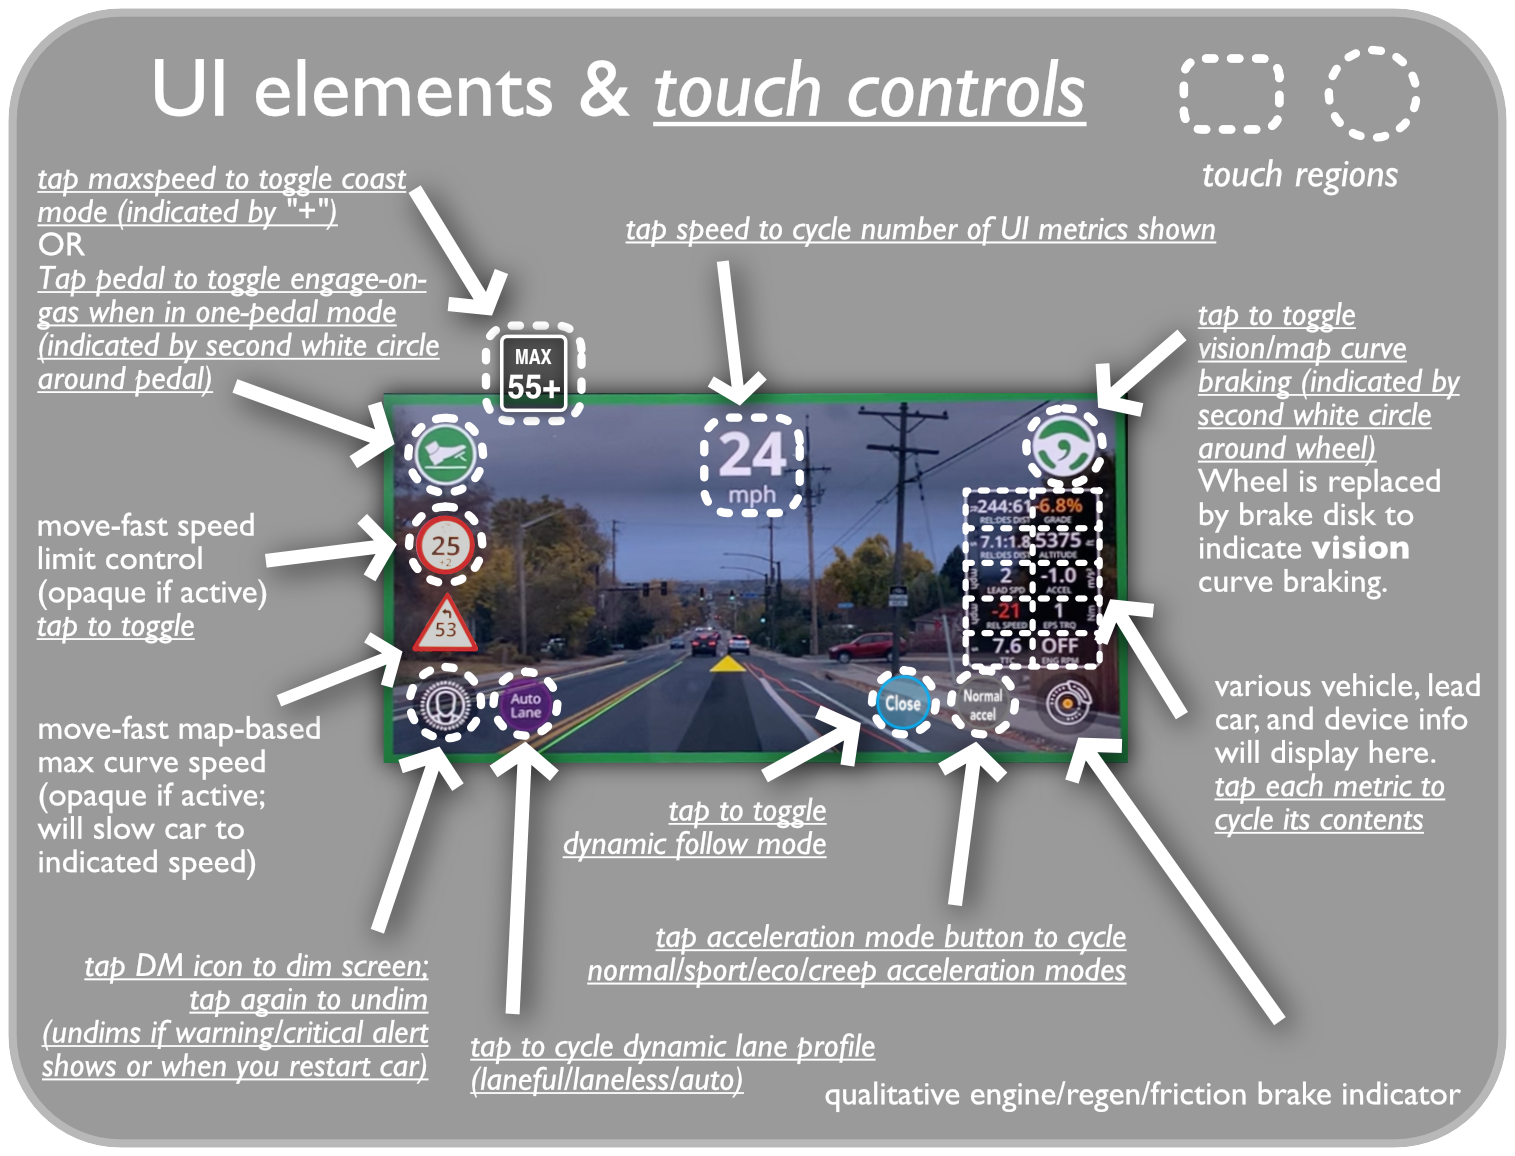 UI elements & touch controls
touch regions
tap maxspeed to toggle coast
mode (indicated by "+")
OR
Tap pedal to toggle engage-on-
gas when in one-pedal mode
(indicated by second white circle
around pedal)
tap speed to cycle number of UI metrics shown
tap to toggle
vision/map curve
braking (indicated by
second white circle
around wheel)
Wheel is replaced
by brake disk to
indicate vision
curve braking.
MAX
55+
24
mph
move-fast speed
limit control
(opaque if active)
tap to toggle
25
+2
53
move-fast map-based
max curve speed
(opaque if active;
will slow car to
indicated speed)
Auto
Lane
Close
Normal
accel
244:61
REL:DES DIST
-6.8%
GRADE
7.1:1.8
REL:DES DIST
5375
ALTITUDE
mph
2
LEAD SPD
-1.0
ACCEL
mph
-21
REL SPEED
1
EPS TRQ
Nm
7.6
TTC
OFF
ENG RPM
various vehicle, lead
car, and device info
will display here.
tap each metric to
cycle its contents
tap to toggle
dynamic follow mode
tap acceleration mode button to cycle
normal/sport/eco/creep acceleration modes
tap DM icon to dim screen;
tap again to undim
(undims if warning/critical alert
shows or when you restart car)
tap to cycle dynamic lane profile
(laneful/laneless/auto)
qualitative engine/regen/friction brake indicator